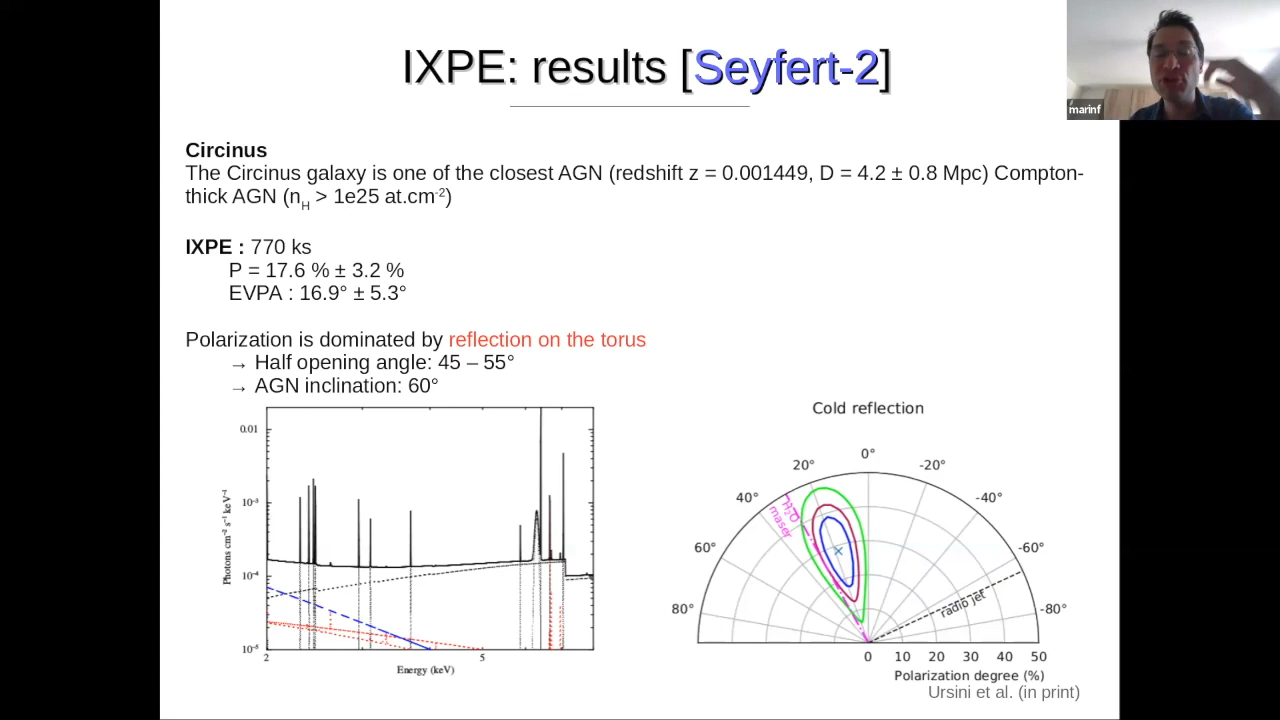 IXPE: results [Seyfert-2]
marinf
Circinus
The Circinus galaxy is one of the closest AGN (redshift z = 0.001449, D = 4.2 ± 0.8 Mpc) Compton-
thick AGN (nH > 1e25 at.cm-2)
IXPE : 770 ks
P = 17.6 % ± 3.2 %
EVPA : 16.9° ± 5.3°
Polarization is dominated by reflection on the torus
→ Half opening angle: 45 – 55°
→ AGN inclination: 60°
0.01
10⁻³
10⁻⁴
10⁻⁵
Photons cm⁻² s⁻¹ keV⁻¹
2
5
Energy (keV)
Cold reflection
0°
20°
-20°
40°
-40°
60°
-60°
80°
-80°
H₂O
maser
radio jet
0 10 20 30 40 50
Polarization degree (%)
Ursini et al. (in print)